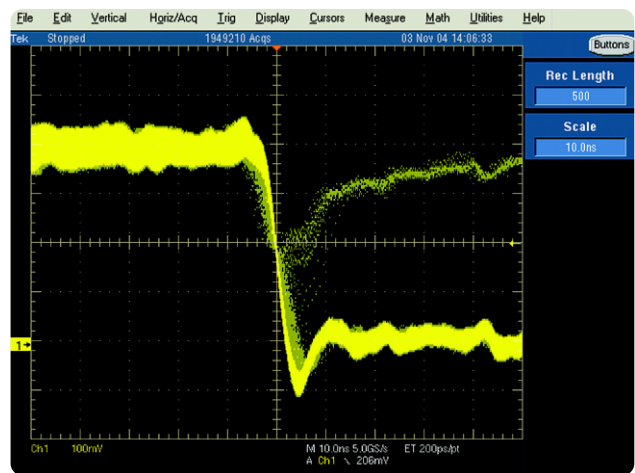 File Edit Vertical Horiz/Acq Trig Display Cursors Measure Math Utilities Help
Tek Stopped 1949210 Acqs 03 Nov 04 14:06:33
Buttons
Rec Length
500
Scale
10.0ns
1
Ch1 100mV M 10.0ns 5.0GS/s ET 200ps/pt
A Ch1 \ 206mV